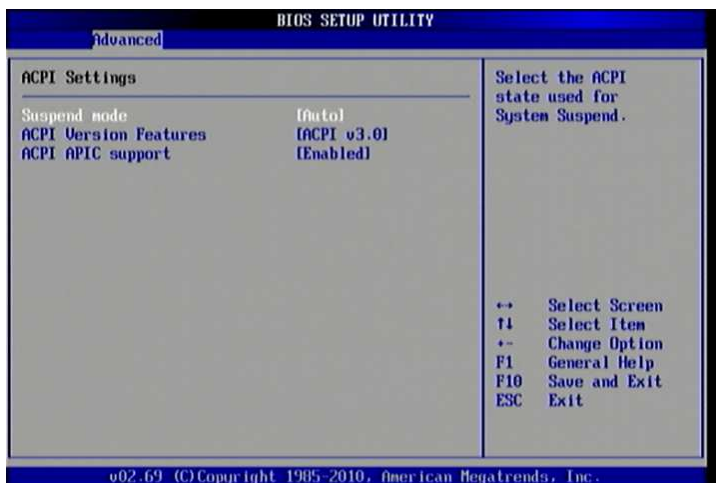 BIOS SETUP UTILITY
Advanced
ACPI Settings
Suspend mode [Auto]
ACPI Version Features [ACPI v3.0]
ACPI APIC support [Enabled]
Select the ACPI
state used for
System Suspend.
↔ Select Screen
↑↓ Select Item
+- Change Option
F1 General Help
F10 Save and Exit
ESC Exit
v02.69 (C)Copyright 1985-2010, American Megatrends, Inc.